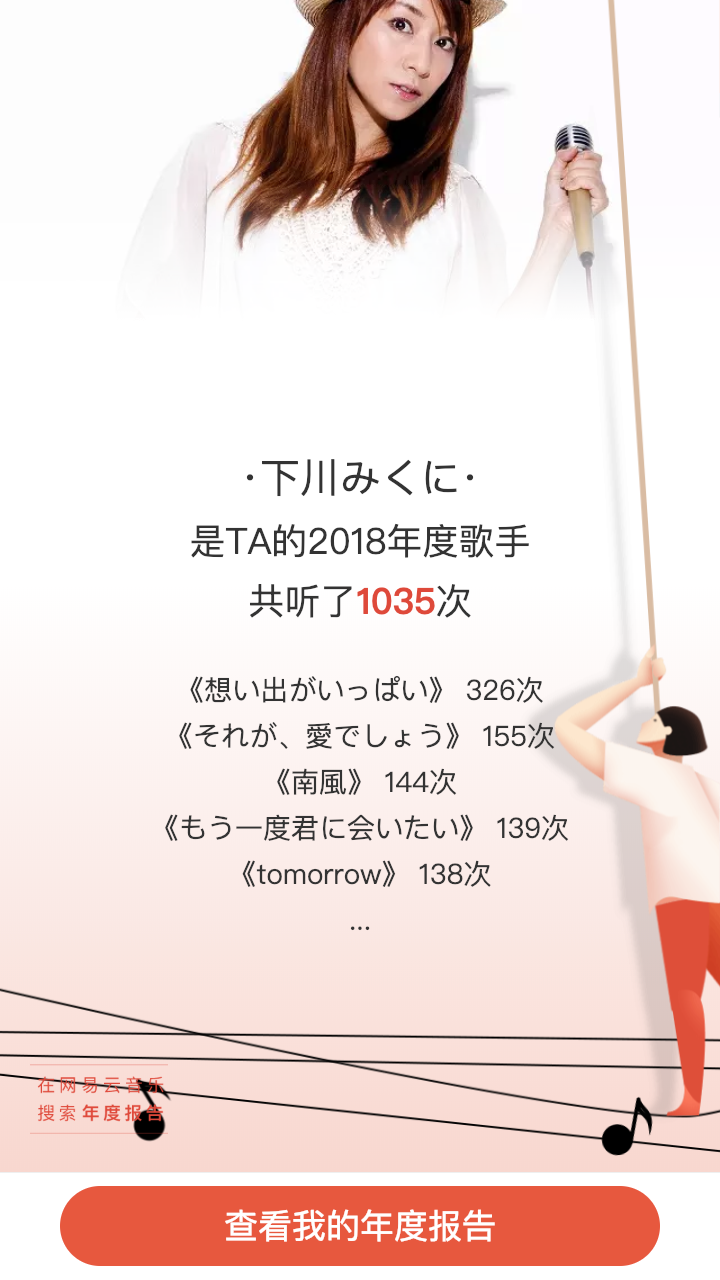 ·下川みくに·
是TA的2018年度歌手
共听了1035次
《想い出がいっぱい》 326次
《それが、愛でしょう》 155次
《南風》 144次
《もう一度君に会いたい》 139次
《tomorrow》 138次
...
在网易云音乐
搜索年度报告
查看我的年度报告